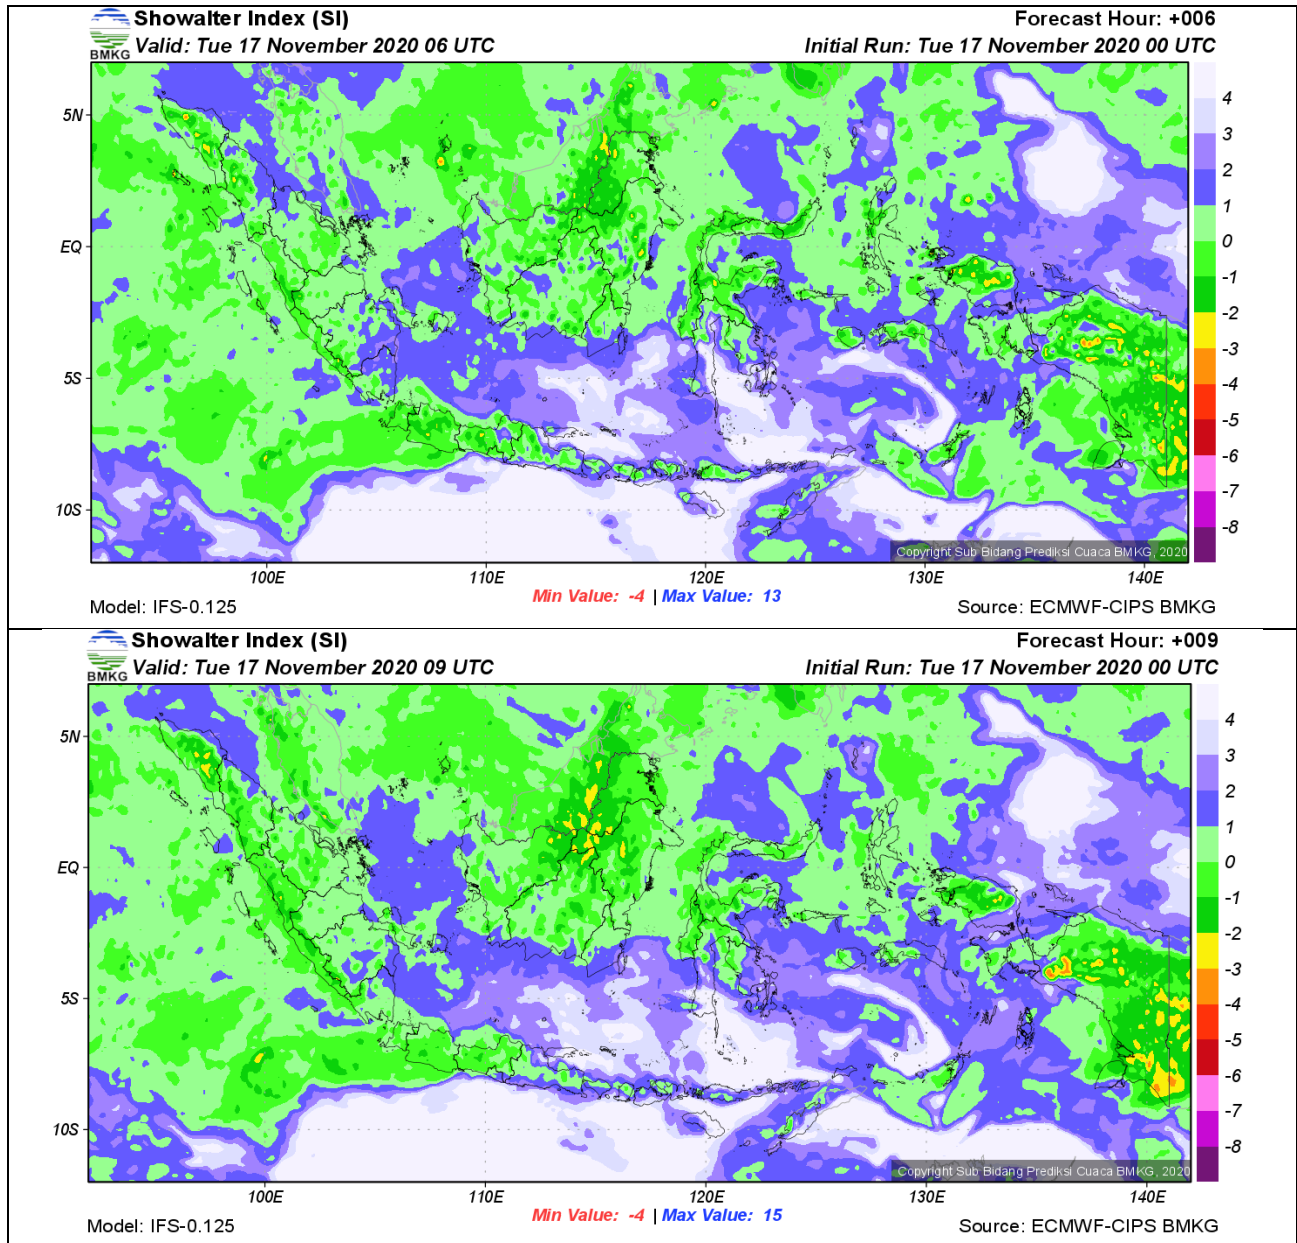 Showalter Index (SI)
Forecast Hour: +006
BMKG
Valid: Tue 17 November 2020 06 UTC
Initial Run: Tue 17 November 2020 00 UTC
5N
EQ
5S
10S
100E
110E
120E
130E
140E
4
3
2
1
0
-1
-2
-3
-4
-5
-6
-7
-8
Copyright Sub Bidang Prediksi Cuaca BMKG, 2020
Min Value: -4 | Max Value: 13
Model: IFS-0.125
Source: ECMWF-CIPS BMKG
Showalter Index (SI)
Forecast Hour: +009
BMKG
Valid: Tue 17 November 2020 09 UTC
Initial Run: Tue 17 November 2020 00 UTC
5N
EQ
5S
10S
100E
110E
120E
130E
140E
4
3
2
1
0
-1
-2
-3
-4
-5
-6
-7
-8
Copyright Sub Bidang Prediksi Cuaca BMKG, 2020
Min Value: -4 | Max Value: 15
Model: IFS-0.125
Source: ECMWF-CIPS BMKG